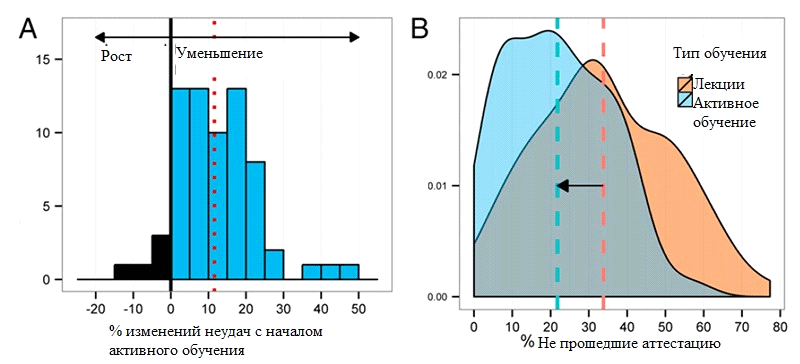 A
Рост
Уменьшение
15
10
5
0
-20 -10 0 10 20 30 40 50
% изменений неудач с началом
активного обучения
B
Тип обучения
Лекции
Активное
обучение
0.02
0.01
0.00
0 10 20 30 40 50 60 70 80
% Не прошедшие аттестацию